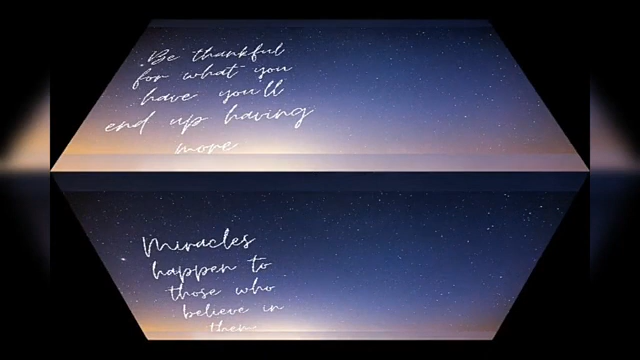 Be thankful
for what you
have you'll
end up having
more
Miracles
happen to
those who
believe in
them